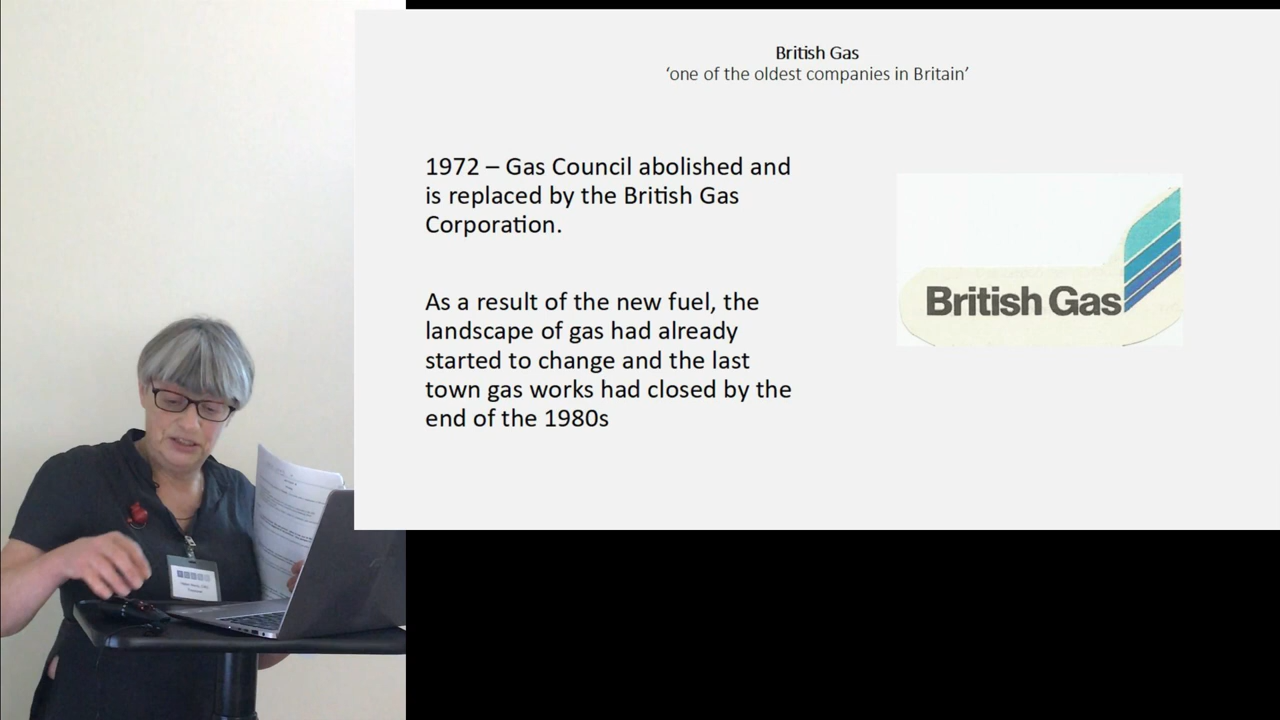 British Gas
‘one of the oldest companies in Britain’
1972 – Gas Council abolished and
is replaced by the British Gas
Corporation.
As a result of the new fuel, the
landscape of gas had already
started to change and the last
town gas works had closed by the
end of the 1980s
British Gas